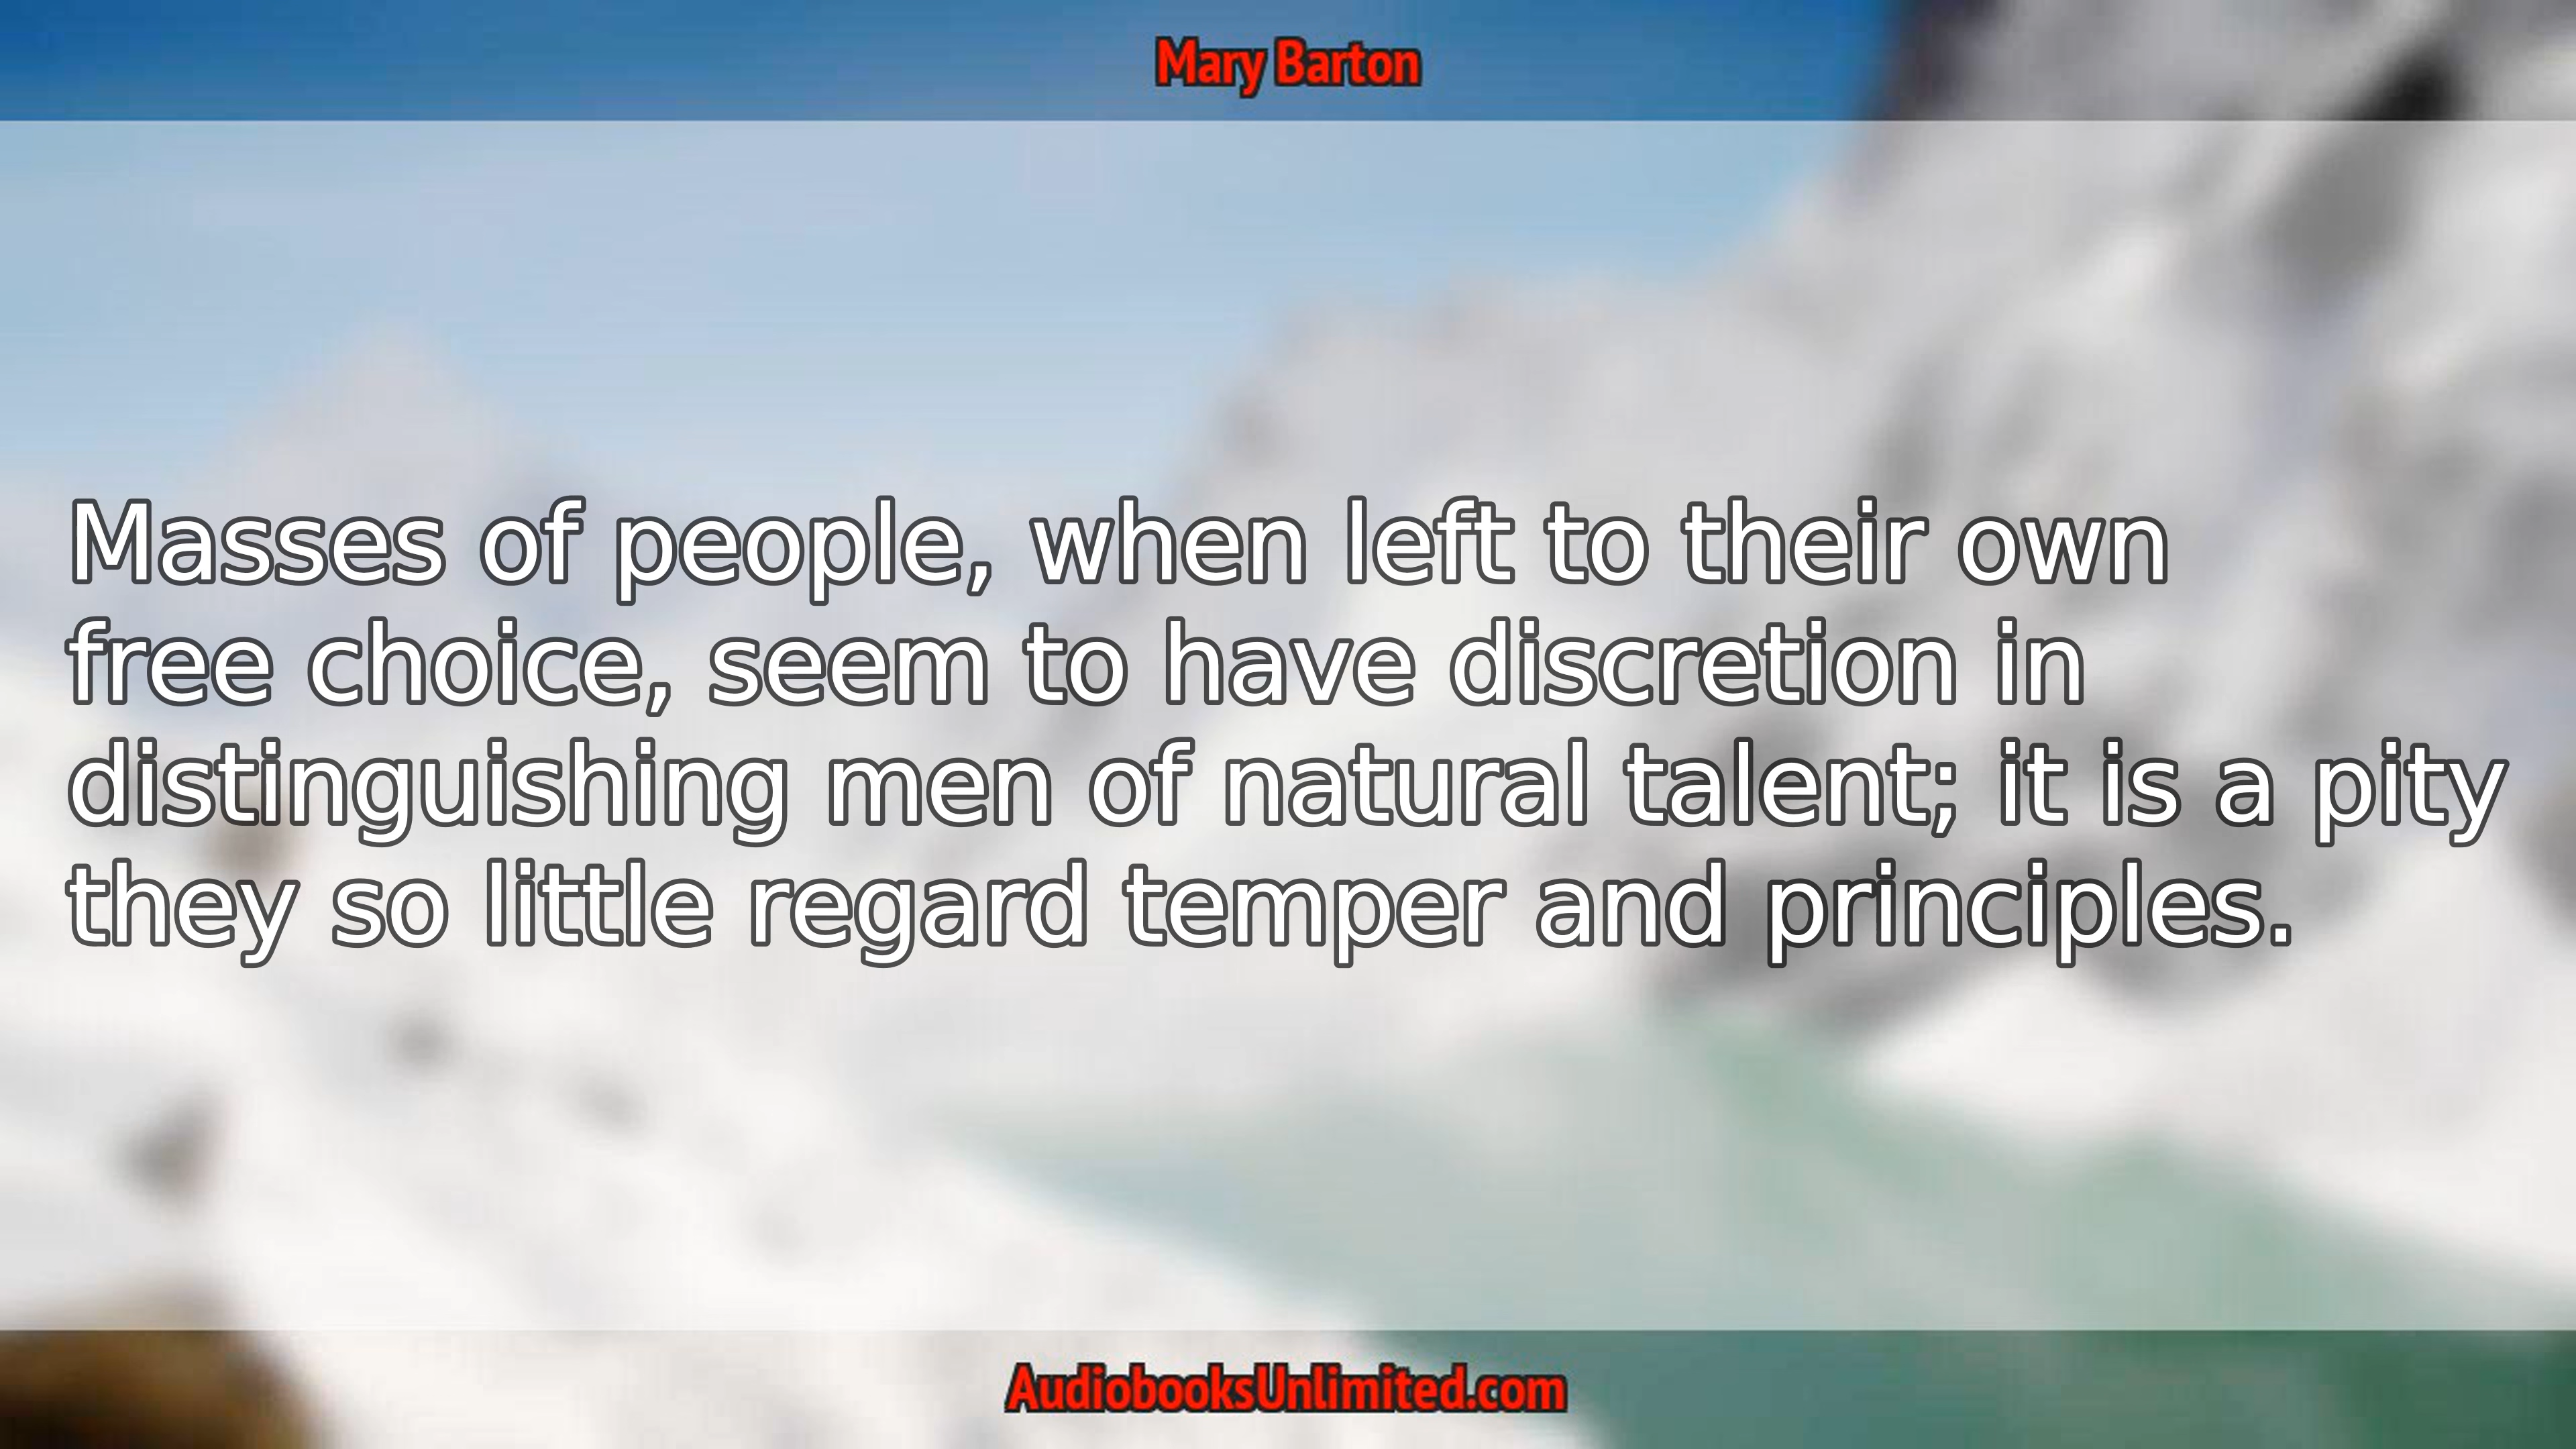 Mary Barton
Masses of people, when left to their own
free choice, seem to have discretion in
distinguishing men of natural talent; it is a pity
they so little regard temper and principles.
AudiobooksUnlimited.com